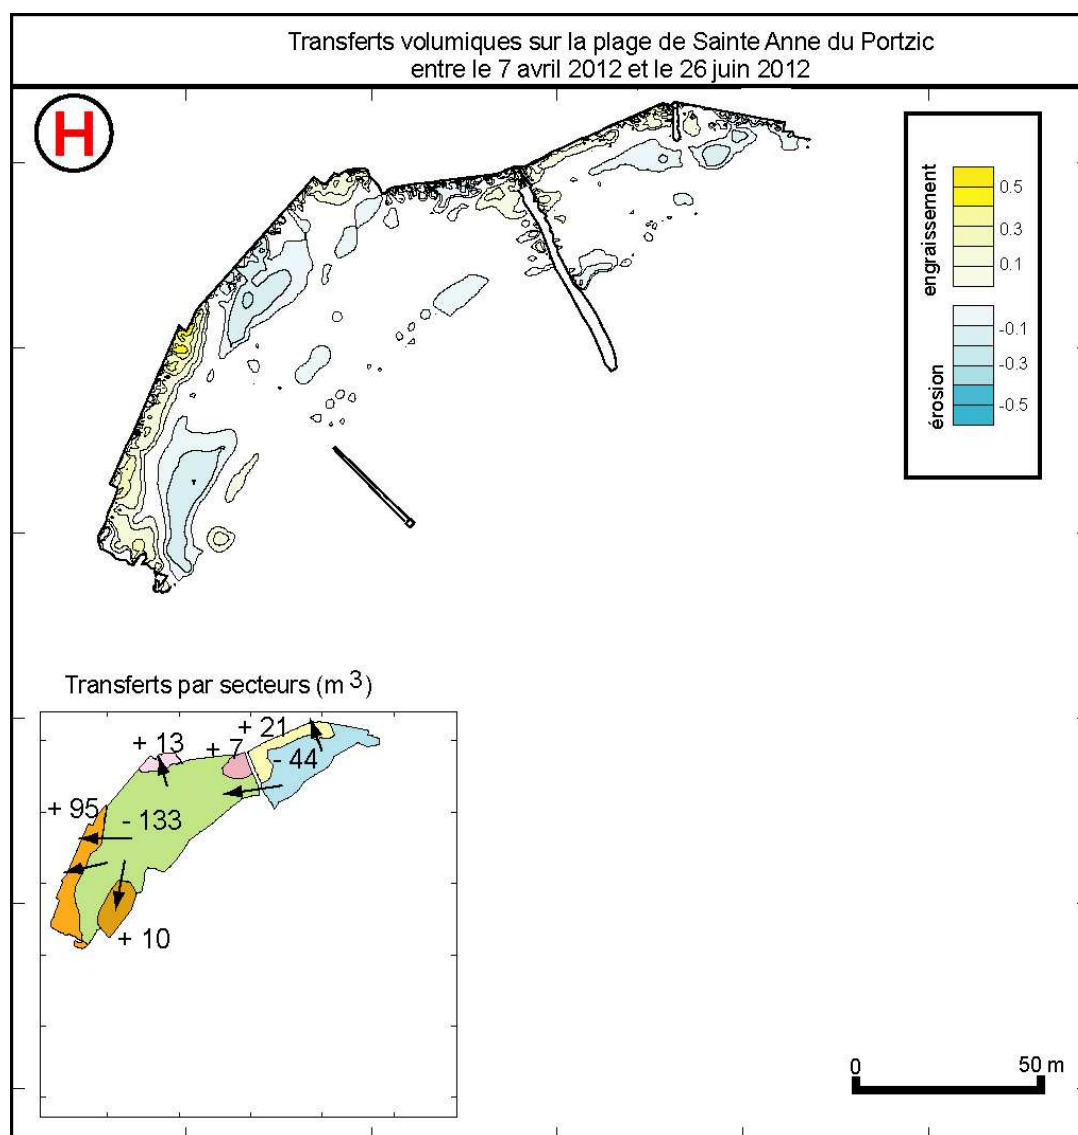 Transferts volumiques sur la plage de Sainte Anne du Portzic
entre le 7 avril 2012 et le 26 juin 2012
H
engraissement
0.5
0.3
0.1
érosion
-0.1
-0.3
-0.5
Transferts par secteurs (m 3)
+ 21
+ 13
+ 7
- 44
+ 95
- 133
+ 10
0 50 m